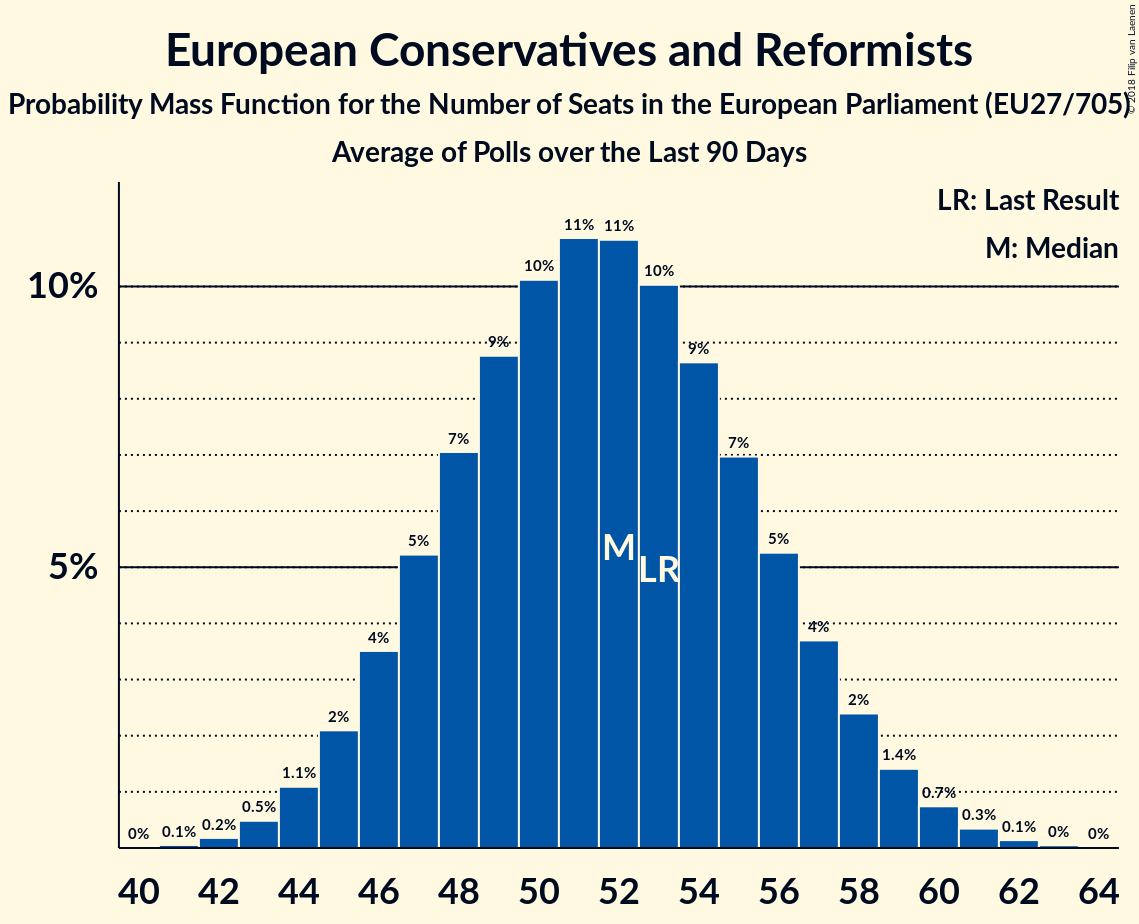 European Conservatives and Reformists
Probability Mass Function for the Number of Seats in the European Parliament (EU27/705)
Average of Polls over the Last 90 Days
© 2018 Filip van Laenen
LR: Last Result
M: Median
10%
5%
0% 0.1% 0.2% 0.5% 1.1% 2% 4% 5% 7% 9% 10% 11% 11% 10% 9% 7% 5% 4% 2% 1.4% 0.7% 0.3% 0.1% 0% 0%
M
LR
40 42 44 46 48 50 52 54 56 58 60 62 64